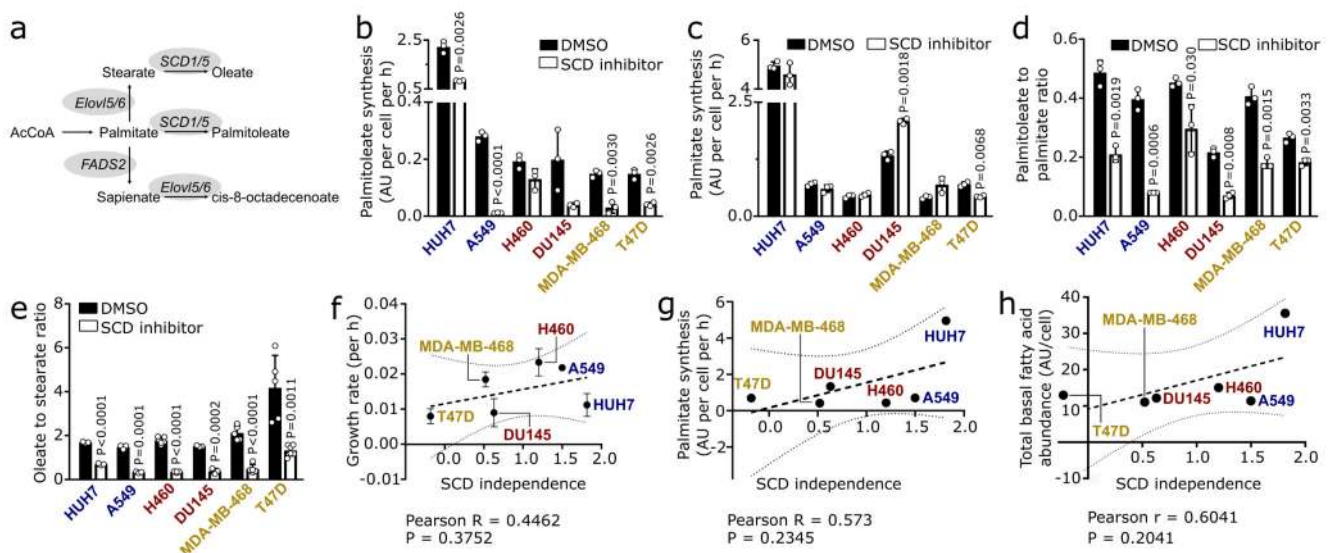 a
Stearate
SCD1/5
Oleate
Elovl5/6
AcCoA
Palmitate
SCD1/5
Palmitoleate
FADS2
Sapienate
Elovl5/6
cis-8-octadecenoate
b
Palmitoleate synthesis
(AU per cell per h)
2.5
0.5
0.4
0.2
0.0
DMSO
SCD inhibitor
P=0.0026
P<0.0001
P=0.0030
P=0.0026
HUH7
A549
H460
DU145
MDA-MB-468
T47D
c
Palmitate synthesis
(AU per cell per h)
6
2.5
2.5
0.0
DMSO
SCD inhibitor
P=0.0018
P=0.0068
HUH7
A549
H460
DU145
MDA-MB-468
T47D
d
Palmitoleate to
palmitate ratio
0.6
0.4
0.2
0.0
DMSO
SCD inhibitor
P=0.0019
P=0.0006
P=0.030
P=0.0008
P=0.0015
P=0.0033
HUH7
A549
H460
DU145
MDA-MB-468
T47D
e
Oleate to stearate ratio
8
6
4
2
0
DMSO
SCD inhibitor
P<0.0001
P<0.0001
P<0.0001
P=0.0002
P<0.0001
P=0.0011
HUH7
A549
H460
DU145
MDA-MB-468
T47D
f
Growth rate (per h)
0.04
0.03
0.02
0.01
0.00
-0.01
MDA-MB-468
H460
A549
T47D
HUH7
DU145
0.0
0.5
1.0
1.5
2.0
SCD independence
Pearson R = 0.4462
P = 0.3752
g
Palmitate synthesis
(AU per cell per h)
6
4
2
0
-2
MDA-MB-468
HUH7
T47D
DU145
H460
A549
0.0
0.5
1.0
1.5
2.0
SCD independence
Pearson R = 0.573
P = 0.2345
h
Total basal fatty acid
abundance (AU/cell)
40
30
20
10
0
-10
MDA-MB-468
HUH7
DU145
H460
A549
T47D
0.5
1.0
1.5
2.0
SCD independence
Pearson r = 0.6041
P = 0.2041